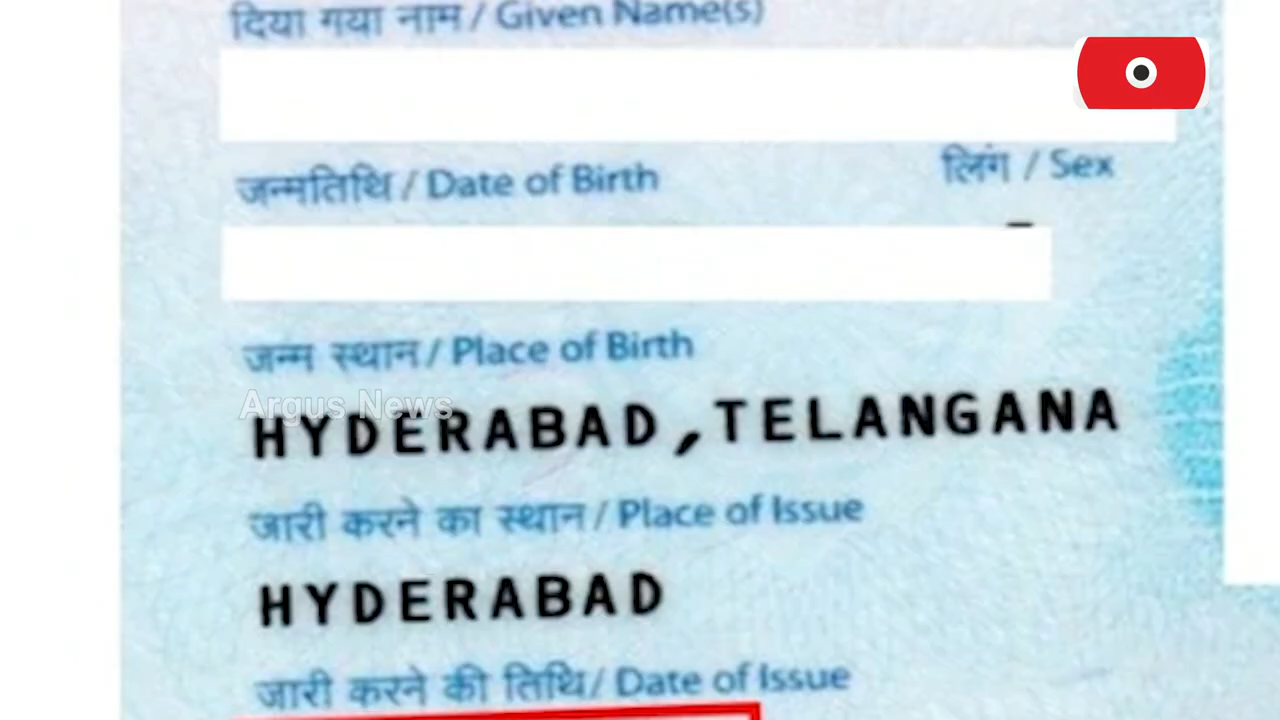 दिया गया नाम / Given Name(s)
जन्मतिथि / Date of Birth
लिंग / Sex
जन्म स्थान / Place of Birth
Argus News
HYDERABAD,TELANGANA
जारी करने का स्थान / Place of Issue
HYDERABAD
जारी करने की तिथि/ Date of Issue